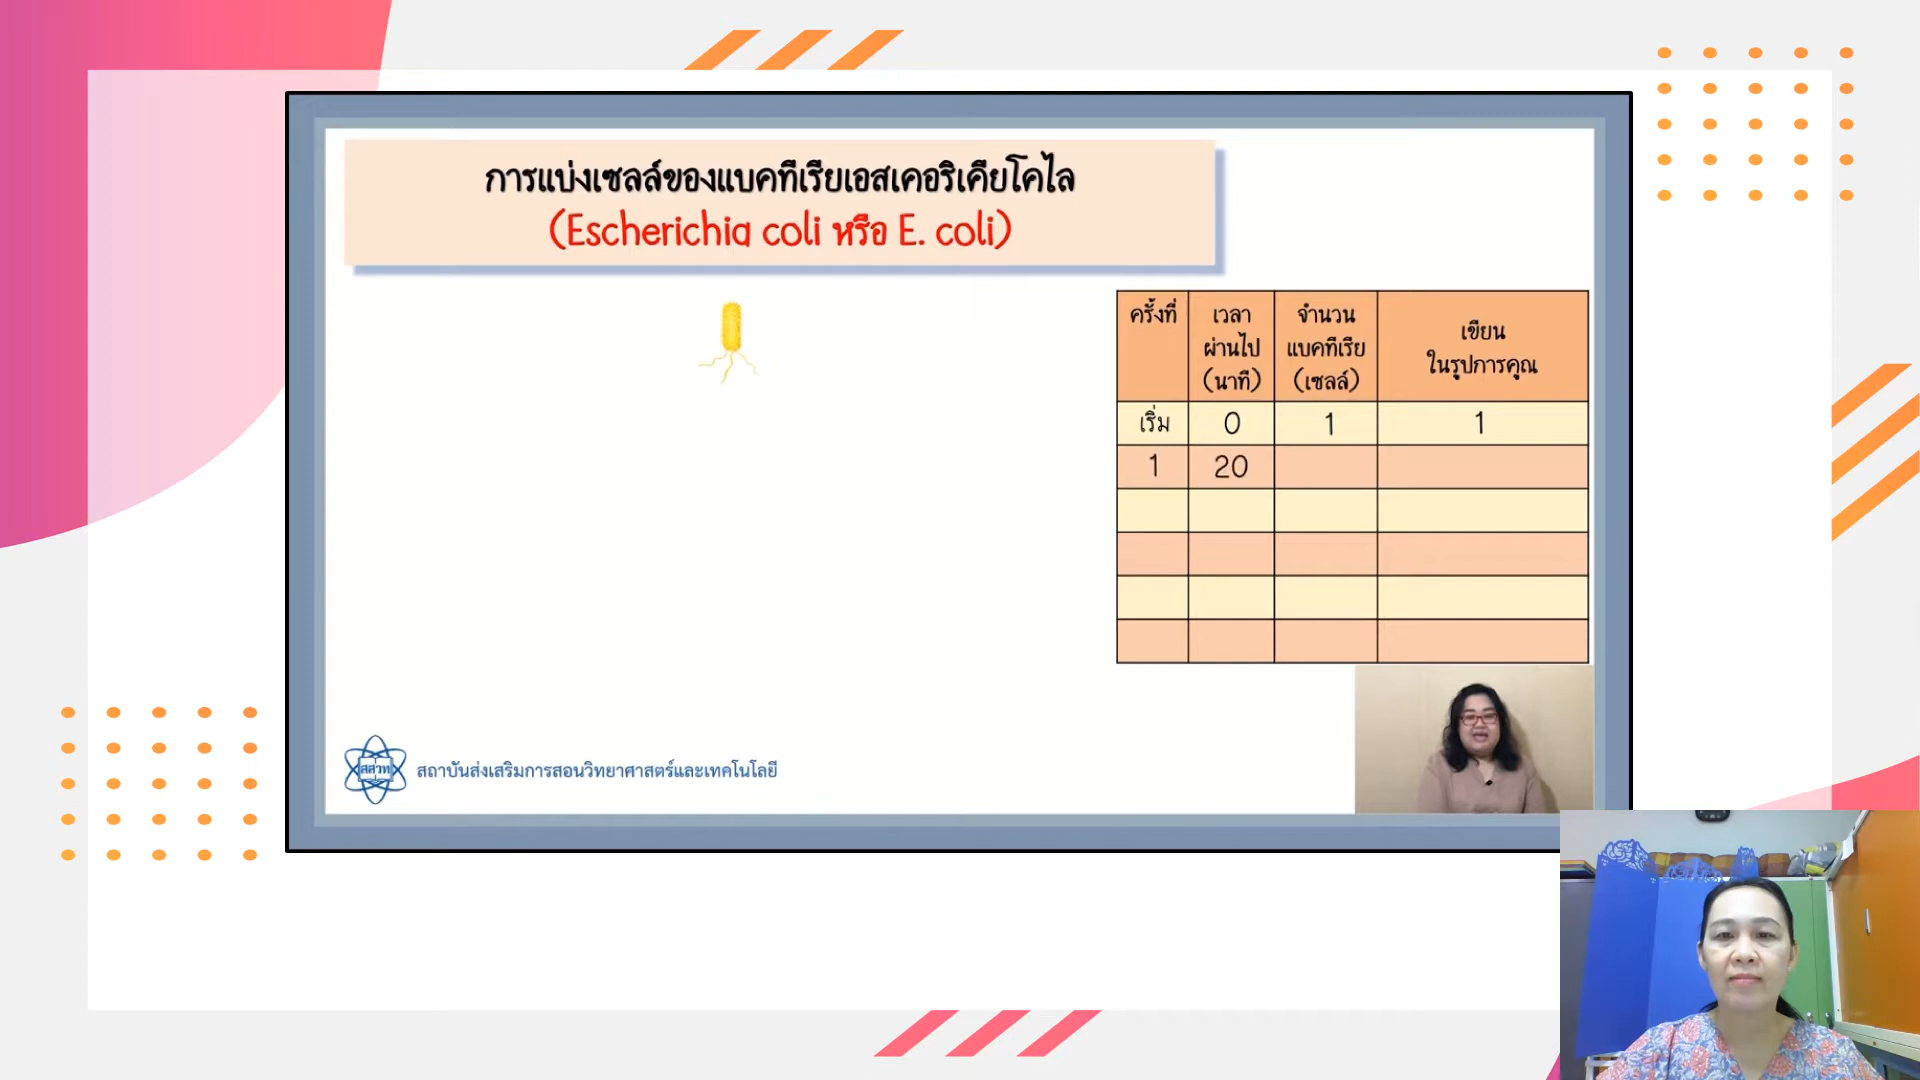 การแบ่งเซลล์ของแบคทีเรียเอสเคอริเคียโคไล
(Escherichia coli หรือ E. coli)
ครั้งที่ เวลา จำนวน เขียน
ผ่านไป แบคทีเรีย ในรูปการคูณ
(นาที) (เซลล์)
เริ่ม 0 1 1
1 20
สสวท สถาบันส่งเสริมการสอนวิทยาศาสตร์และเทคโนโลยี